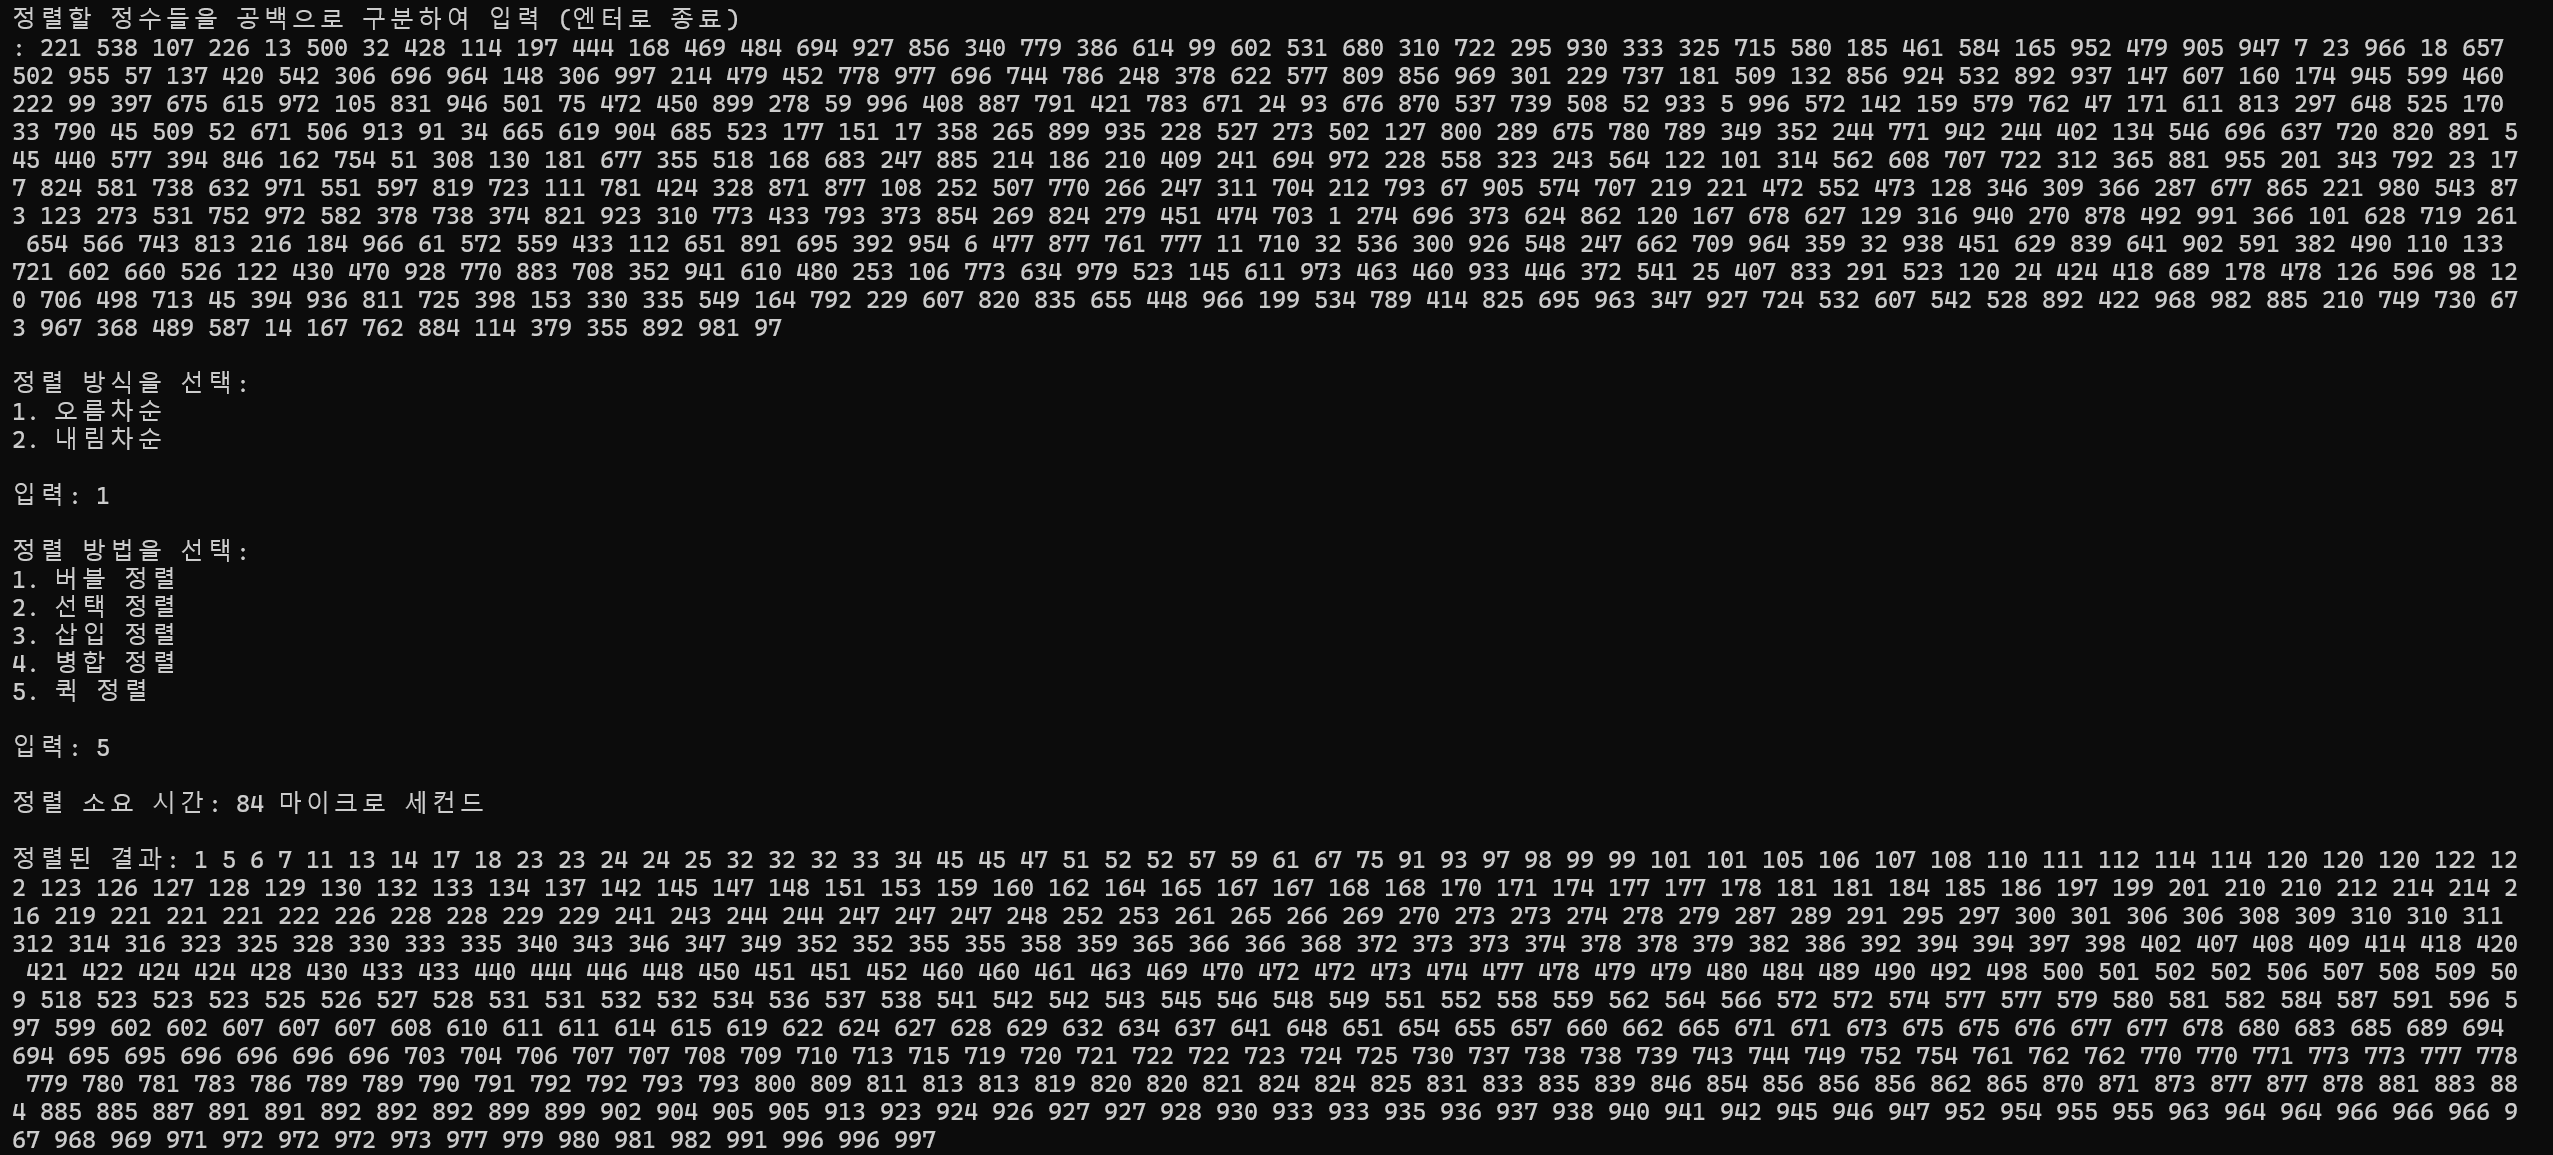 정렬할 정수들을 공백으로 구분하여 입력 (엔터로 종료)
: 221 538 107 226 13 500 32 428 114 197 444 168 469 484 694 927 856 340 779 386 614 99 602 531 680 310 722 295 930 333 325 715 580 185 461 584 165 952 479 905 947 7 23 966 18 657
502 955 57 137 420 542 306 696 964 148 306 997 214 479 452 778 977 696 744 786 248 378 622 577 809 856 969 301 229 737 181 509 132 856 924 532 892 937 147 607 160 174 945 599 460
222 99 397 675 615 972 105 831 946 501 75 472 450 899 278 59 996 408 887 791 421 783 671 24 93 676 870 537 739 508 52 933 5 996 572 142 159 579 762 47 171 611 813 297 648 525 170
33 790 45 509 52 671 506 913 91 34 665 619 904 685 523 177 151 17 358 265 899 935 228 527 273 502 127 800 289 675 780 789 349 352 244 771 942 244 402 134 546 696 637 720 820 891 5
45 440 577 394 846 162 754 51 308 130 181 677 355 518 168 683 247 885 214 186 210 409 241 694 972 228 558 323 243 564 122 101 314 562 608 707 722 312 365 881 955 201 343 792 23 17
7 824 581 738 632 971 551 597 819 723 111 781 424 328 871 877 108 252 507 770 266 247 311 704 212 793 67 905 574 707 219 221 472 552 473 128 346 309 366 287 677 865 221 980 543 87
3 123 273 531 752 972 582 378 738 374 821 923 310 773 433 793 373 854 269 824 279 451 474 703 1 274 696 373 624 862 120 167 678 627 129 316 940 270 878 492 991 366 101 628 719 261
654 566 743 813 216 184 966 61 572 559 433 112 651 891 695 392 954 6 477 877 761 777 11 710 32 536 300 926 548 247 662 709 964 359 32 938 451 629 839 641 902 591 382 490 110 133
721 602 660 526 122 430 470 928 770 883 708 352 941 610 480 253 106 773 634 979 523 145 611 973 463 460 933 446 372 541 25 407 833 291 523 120 24 424 418 689 178 478 126 596 98 12
0 706 498 713 45 394 936 811 725 398 153 330 335 549 164 792 229 607 820 835 655 448 966 199 534 789 414 825 695 963 347 927 724 532 607 542 528 892 422 968 982 885 210 749 730 67
3 967 368 489 587 14 167 762 884 114 379 355 892 981 97
정렬 방식을 선택:
1. 오름차순
2. 내림차순
입력: 1
정렬 방법을 선택:
1. 버블 정렬
2. 선택 정렬
3. 삽입 정렬
4. 병합 정렬
5. 퀵 정렬
입력: 5
정렬 소요 시간: 84 마이크로 세컨드
정렬된 결과: 1 5 6 7 11 13 14 17 18 23 23 24 24 25 32 32 32 33 34 45 45 47 51 52 52 57 59 61 67 75 91 93 97 98 99 99 101 101 105 106 107 108 110 111 112 114 114 120 120 120 122 12
2 123 126 127 128 129 130 132 133 134 137 142 145 147 148 151 153 159 160 162 164 165 167 167 168 168 170 171 174 177 177 178 181 181 184 185 186 197 199 201 210 210 212 214 214 2
16 219 221 221 221 222 226 228 228 229 229 241 243 244 244 247 247 247 248 252 253 261 265 266 269 270 273 273 274 278 279 287 289 291 295 297 300 301 306 306 308 309 310 310 311
312 314 316 323 325 328 330 333 335 340 343 346 347 349 352 352 355 355 358 359 365 366 366 368 372 373 373 374 378 378 379 382 386 392 394 394 397 398 402 407 408 409 414 418 420
421 422 424 424 428 430 433 433 440 444 446 448 450 451 451 452 460 460 461 463 469 470 472 472 473 474 477 478 479 479 480 484 489 490 492 498 500 501 502 502 506 507 508 509 50
9 518 523 523 523 525 526 527 528 531 531 532 532 534 536 537 538 541 542 542 543 545 546 548 549 551 552 558 559 562 564 566 572 572 574 577 577 579 580 581 582 584 587 591 596 5
97 599 602 602 607 607 607 608 610 611 611 614 615 619 622 624 627 628 629 632 634 637 641 648 651 654 655 657 660 662 665 671 671 673 675 675 676 677 677 678 680 683 685 689 694
694 695 695 696 696 696 696 703 704 706 707 707 708 709 710 713 715 719 720 721 722 722 723 724 725 730 737 738 738 739 743 744 749 752 754 761 762 762 770 770 771 773 773 777 778
779 780 781 783 786 789 789 790 791 792 792 793 793 800 809 811 813 813 819 820 820 821 824 824 825 831 833 835 839 846 854 856 856 856 862 865 870 871 873 877 877 878 881 883 88
4 885 885 887 891 891 892 892 892 899 899 902 904 905 905 913 923 924 926 927 927 928 930 933 933 935 936 937 938 940 941 942 945 946 947 952 954 955 955 963 964 964 966 966 966 9
67 968 969 971 972 972 972 973 977 979 980 981 982 991 996 996 997